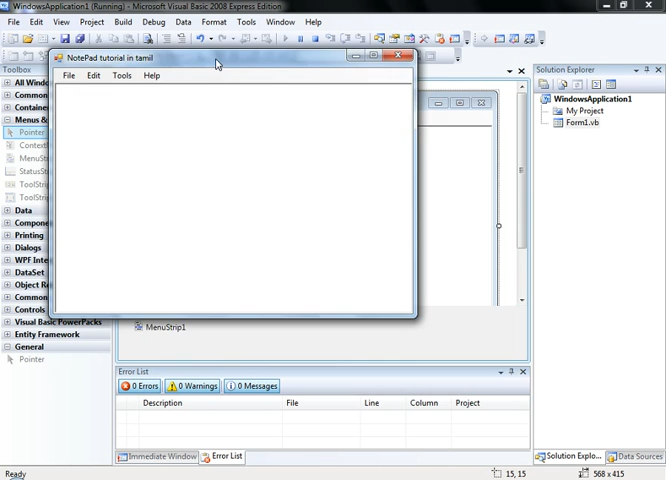 WindowsApplication1 (Running) - Microsoft Visual Basic 2008 Express Edition
File Edit View Project Build Debug Data Format Tools Window Help
Toolbox
All Windo
Common
Containe
Menus &
Pointer
Context
MenuStr
StatusSt
ToolStrip
ToolStrip
Data
Compone
Printing
Dialogs
WPF Inte
DataSet
Object Re
Common
Controls
Visual Basic PowerPacks
Entity Framework
General
Pointer
NotePad tutorial in tamil
File Edit Tools Help
MenuStrip1
Error List
0 Errors 0 Warnings 0 Messages
Description File Line Column Project
Immediate Window Error List
Solution Explorer
WindowsApplication1
My Project
Form1.vb
Solution Explo... Data Sources
Ready 15, 15 568 x 415